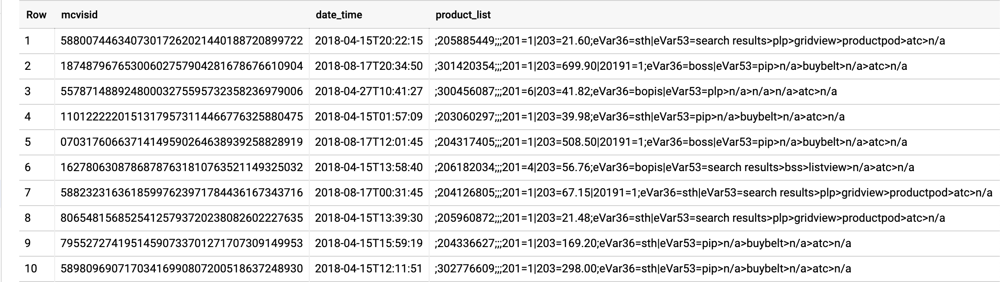 Row mcvisid date_time product_list
1 58800744634073017262021440188720899722 2018-04-15T20:22:15 ;205885449;;;201=1|203=21.60;eVar36=sth|eVar53=search results>plp>gridview>productpod>atc>n/a
2 18748796765300602757904281678676610904 2018-08-17T20:34:50 ;301420354;;;201=1|203=699.90|20191=1;eVar36=boss|eVar53=pip>n/a>buybelt>n/a>atc>n/a
3 55787148892480003275595732358236979006 2018-04-27T10:41:27 ;300456087;;;201=6|203=41.82;eVar36=bopis|eVar53=plp>n/a>n/a>n/a>atc>n/a
4 11012222201513179573114466776325880475 2018-04-15T01:57:09 ;203060297;;;201=1|203=39.98;eVar36=sth|eVar53=pip>n/a>buybelt>n/a>atc>n/a
5 07031760663714149590264638939258828919 2018-08-17T12:01:45 ;204317405;;;201=1|203=508.50|20191=1;eVar36=boss|eVar53=pip>n/a>buybelt>n/a>atc>n/a
6 16278063087868787631810763521149325032 2018-04-15T13:58:40 ;206182034;;;201=4|203=56.76;eVar36=bopis|eVar53=search results>bss>listview>n/a>atc>n/a
7 58823231636185997623971784436167343716 2018-08-17T00:31:45 ;204126805;;;201=1|203=67.15|20191=1;eVar36=sth|eVar53=search results>plp>gridview>productpod>atc>n/a
8 80654815685254125793720238082602227635 2018-04-15T13:39:30 ;205960872;;;201=1|203=21.48;eVar36=sth|eVar53=search results>plp>gridview>productpod>atc>n/a
9 79552727419514590733701271707309149953 2018-04-15T15:59:19 ;204336627;;;201=1|203=169.20;eVar36=sth|eVar53=pip>n/a>buybelt>n/a>atc>n/a
10 58980969071703416990807200518637248930 2018-04-15T12:11:51 ;302776609;;;201=1|203=298.00;eVar36=sth|eVar53=pip>n/a>buybelt>n/a>atc>n/a